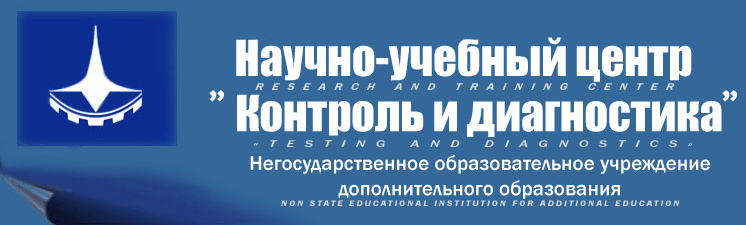 Научно-учебный центр
RESEARCH AND TRAINING CENTER
" Контроль и диагностика"
« TESTING AND DIAGNOSTICS»
Негосударственное образовательное учреждение
дополнительного образования
NON STATE EDUCATIONAL INSTITUTION FOR ADDITIONAL EDUCATION